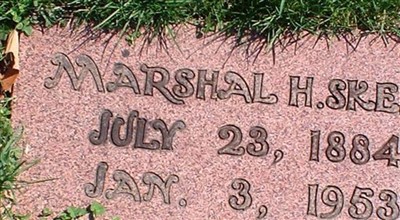 MARSHAL H. SKE
JULY 23, 1884
JAN. 3, 1953